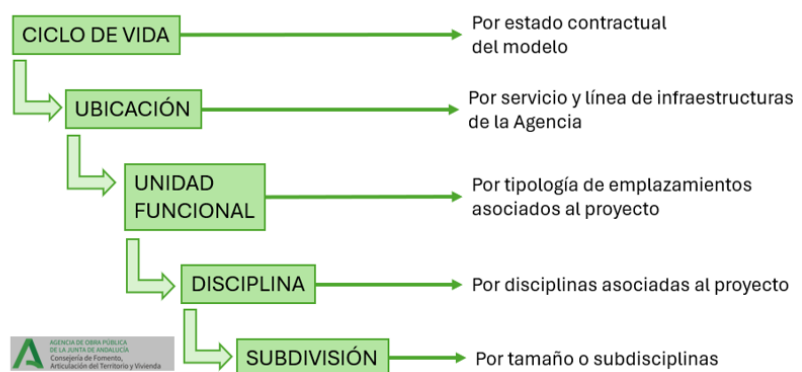 CICLO DE VIDA
Por estado contractual
del modelo
UBICACIÓN
Por servicio y línea de infraestructuras
de la Agencia
UNIDAD
FUNCIONAL
Por tipología de emplazamientos
asociados al proyecto
DISCIPLINA
Por disciplinas asociadas al proyecto
SUBDIVISIÓN
Por tamaño o subdisciplinas
AGENCIA DE OBRA PÚBLICA
DE LA JUNTA DE ANDALUCÍA
Consejería de Fomento,
Articulación del Territorio y Vivienda